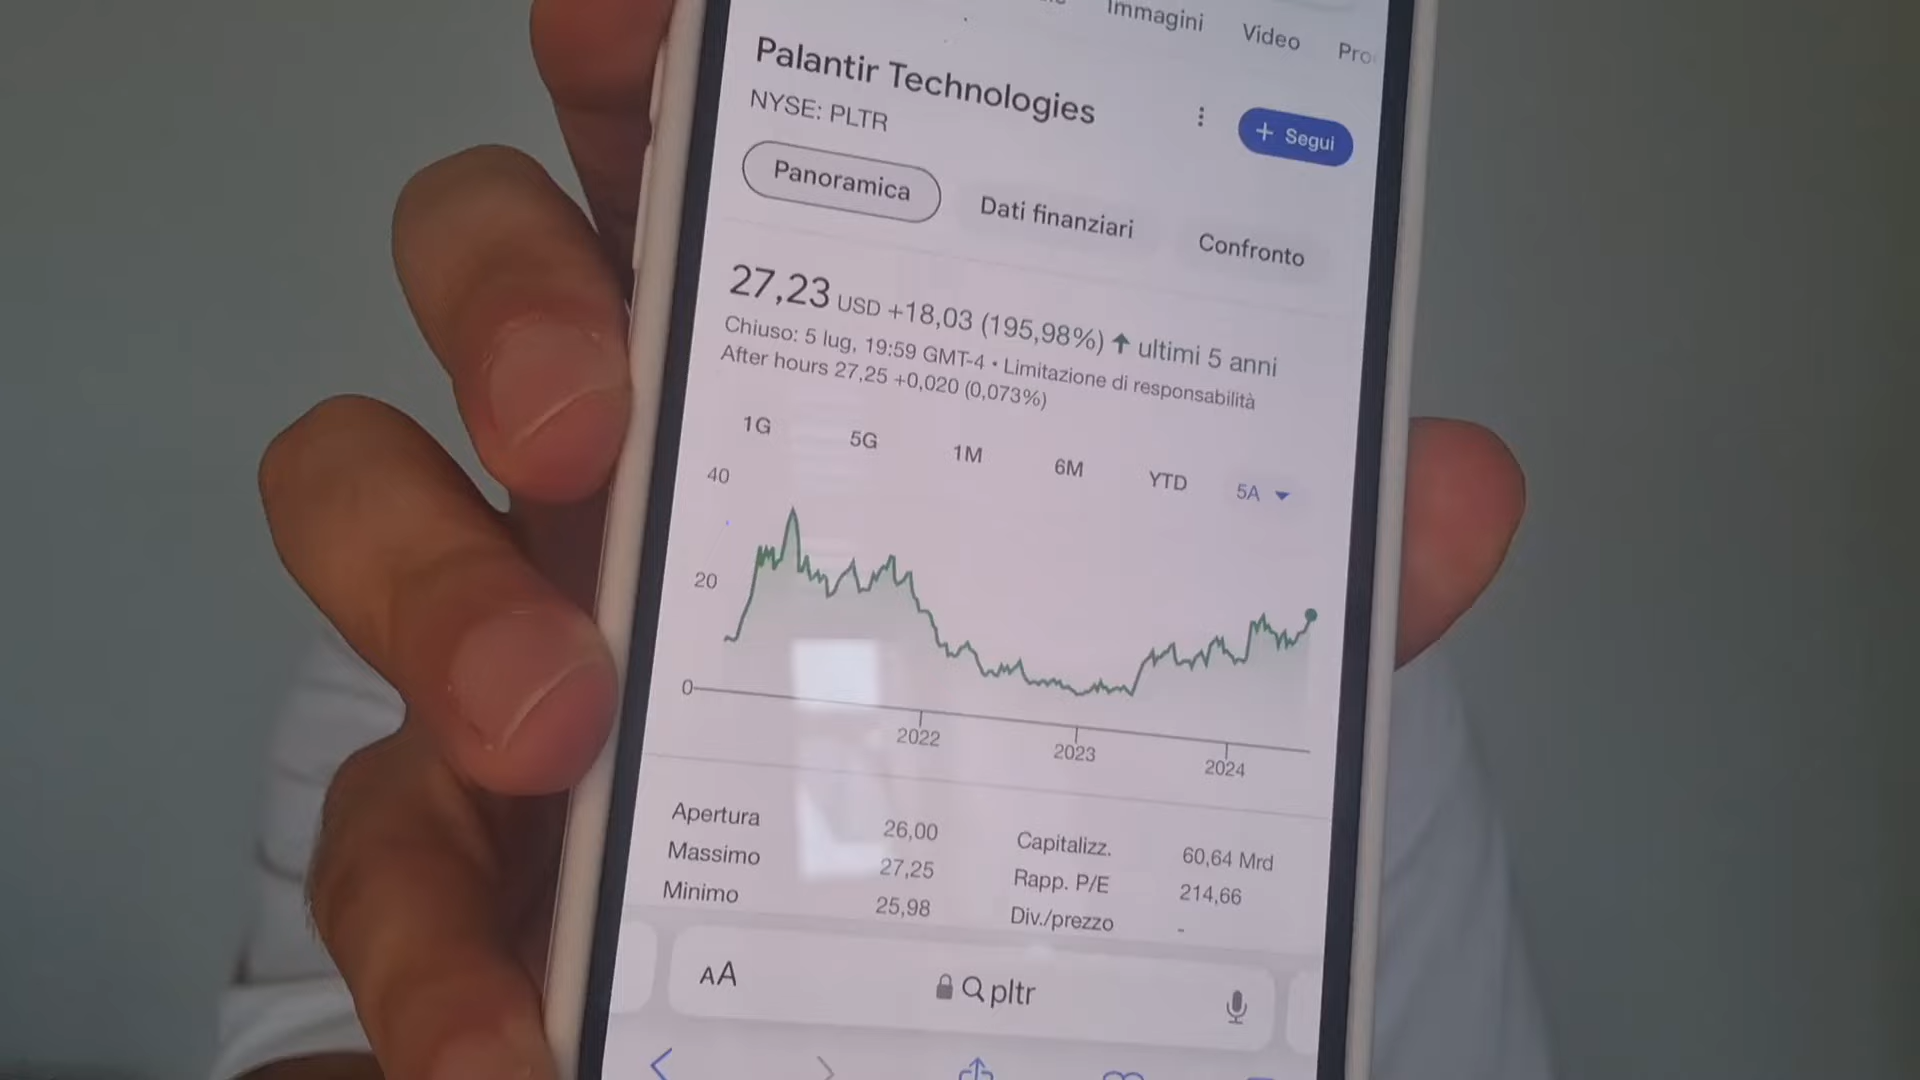 Immagini Video
Palantir Technologies
NYSE: PLTR
+ Segui
Panoramica Dati finanziari Confronto
27,23 USD +18,03 (195,98%) ↑ ultimi 5 anni
Chiuso: 5 lug, 19:59 GMT-4 • Limitazione di responsabilità
After hours 27,25 +0,020 (0,073%)
1G 5G 1M 6M YTD 5A
40
20
0
2022 2023 2024
Apertura 26,00 Capitalizz. 60,64 Mrd
Massimo 27,25 Rapp. P/E 214,66
Minimo 25,98 Div./prezzo -
AA pltr